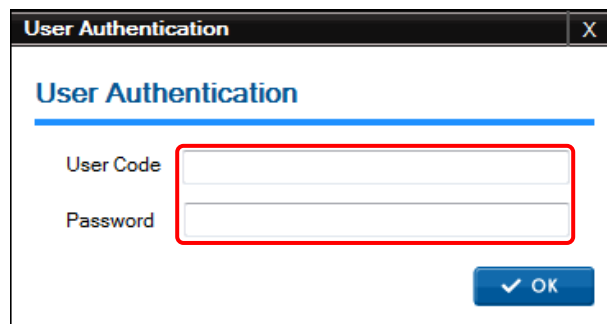 User Authentication X
User Authentication
User Code
Password
OK